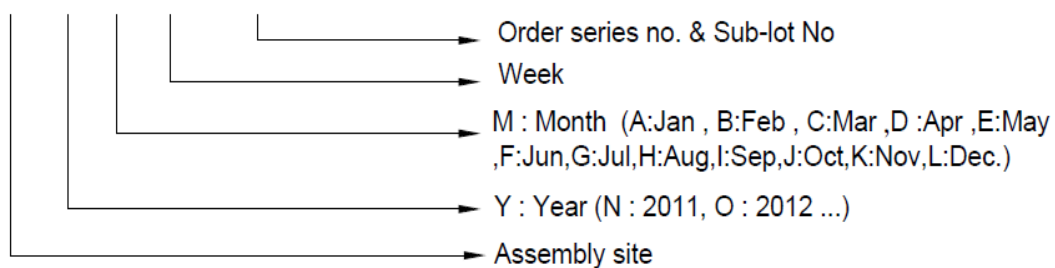 Order series no. & Sub-lot No
Week
M : Month (A:Jan , B:Feb , C:Mar ,D :Apr ,E:May
,F:Jun,G:Jul,H:Aug,I:Sep,J:Oct,K:Nov,L:Dec.)
Y : Year (N : 2011, O : 2012 ...)
Assembly site